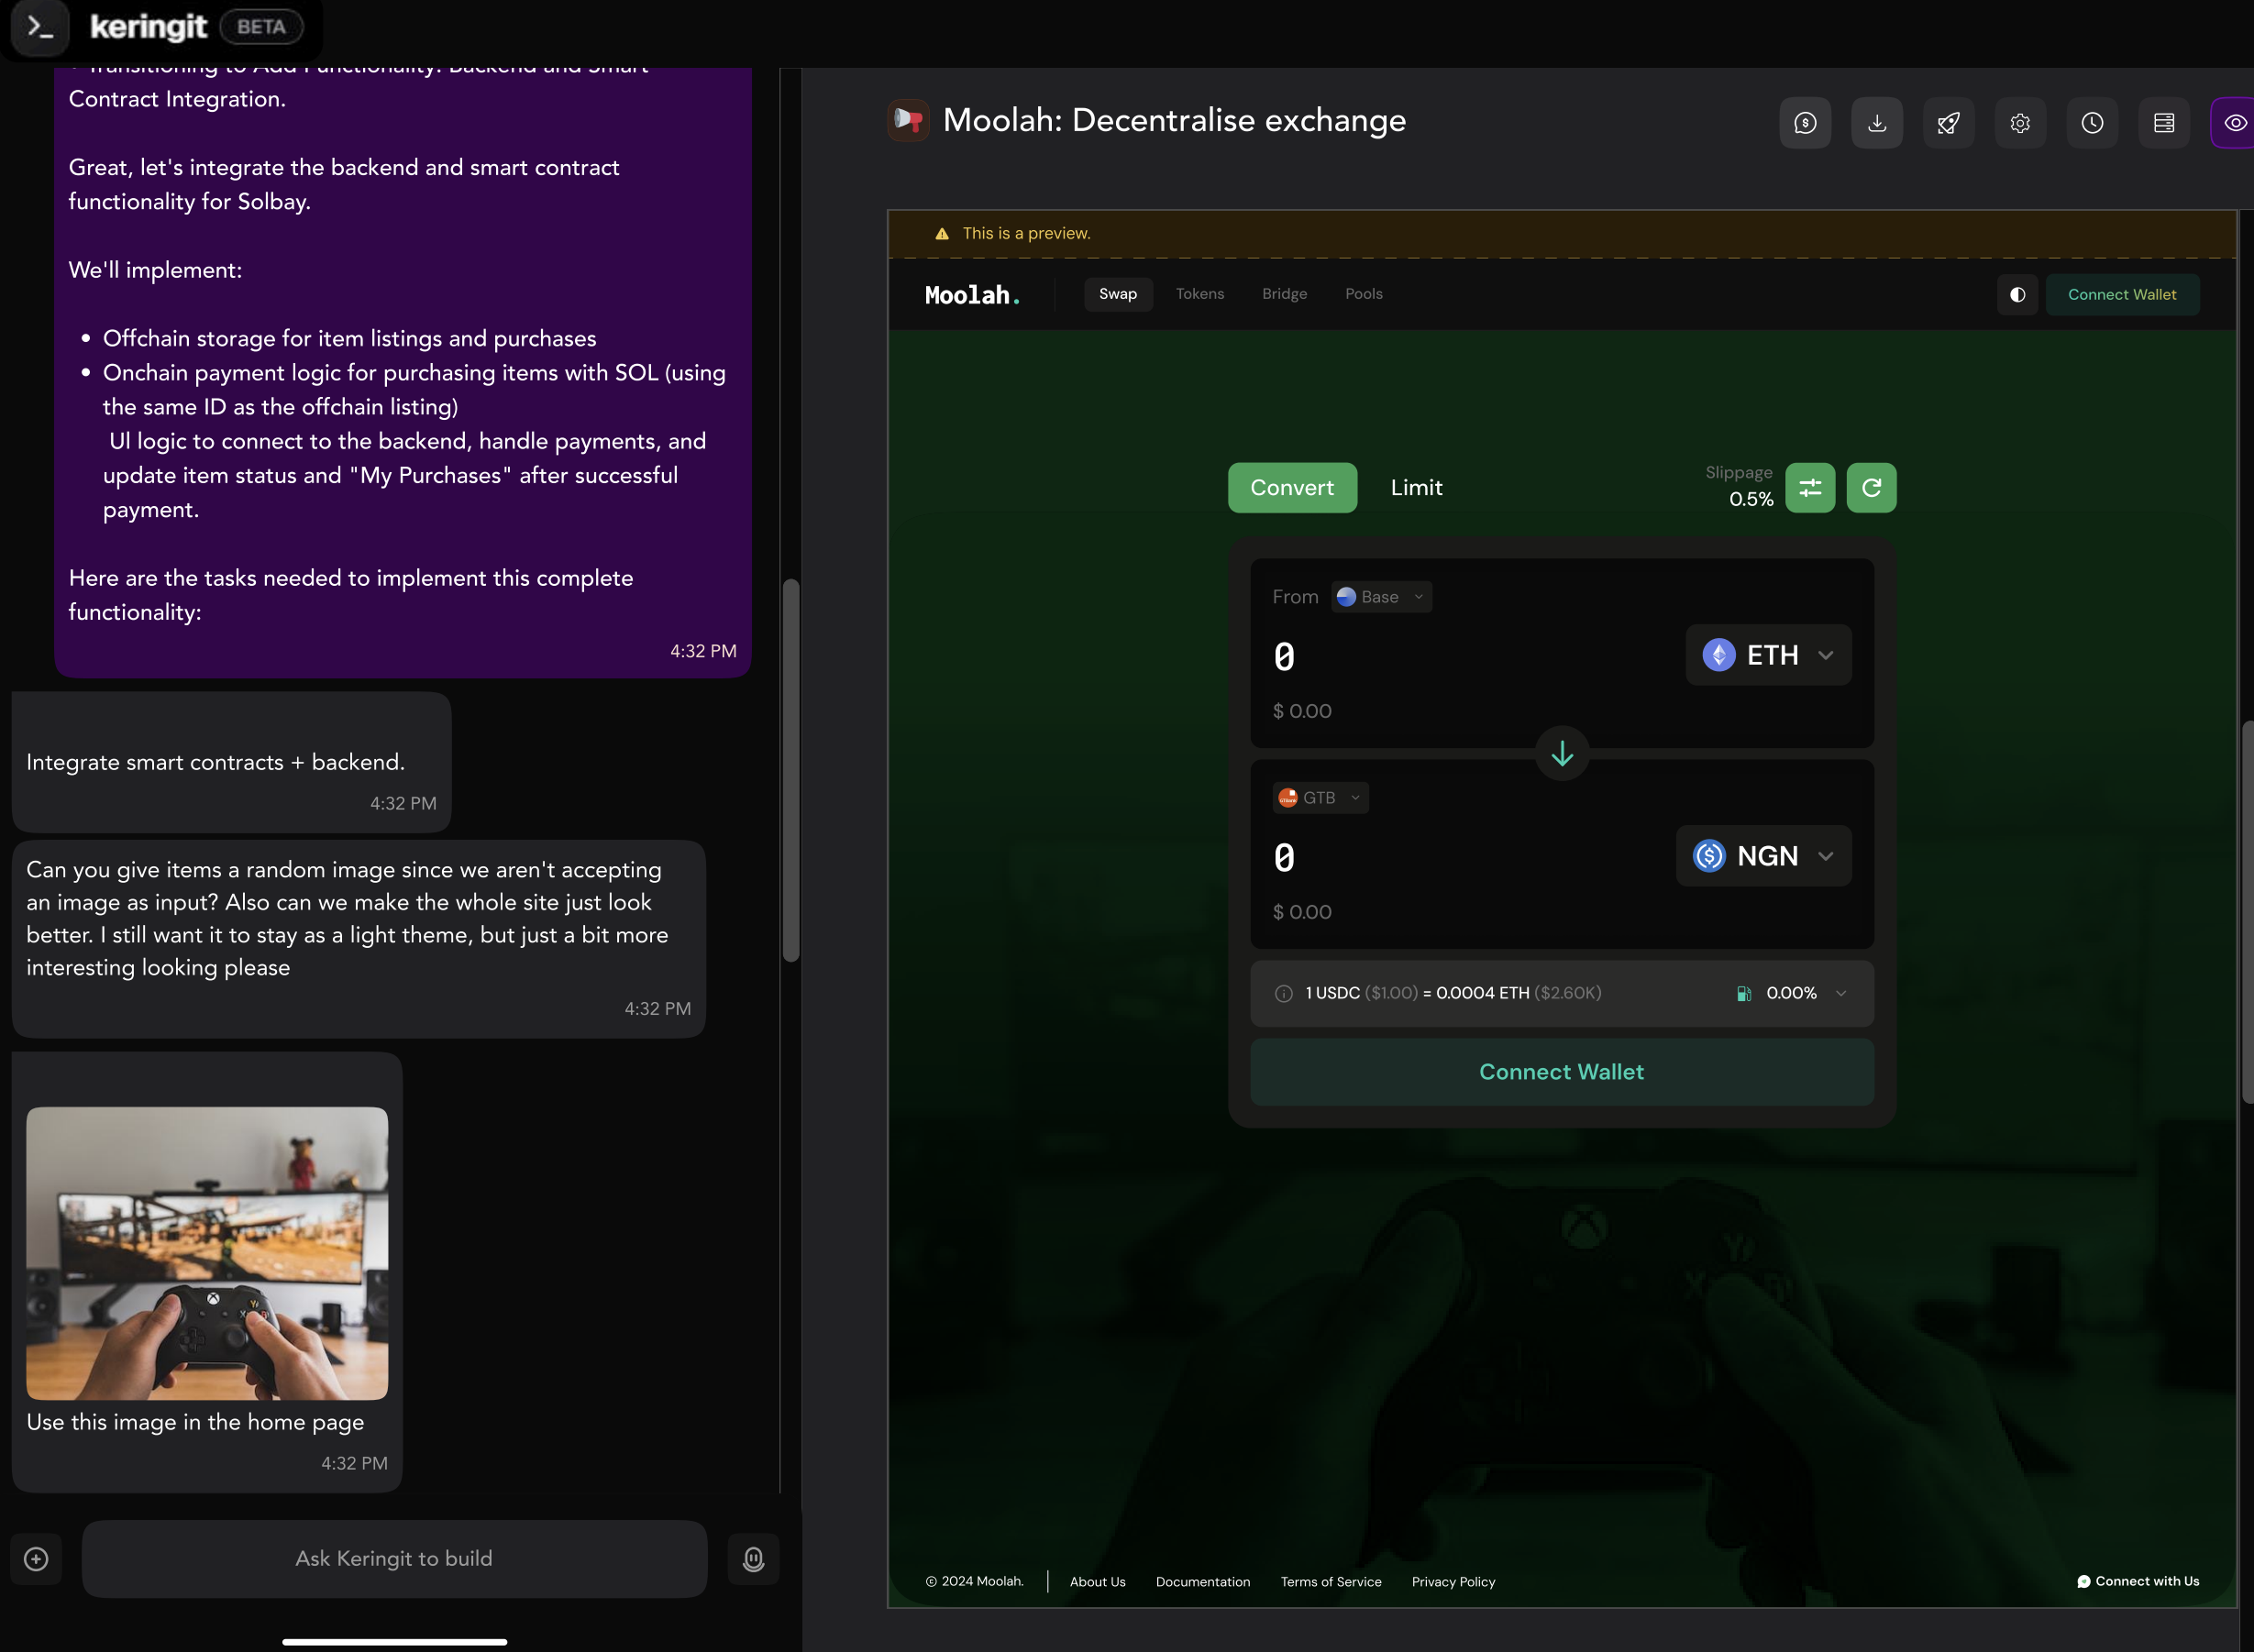 keringit BETA
• Transitioning to Add Functionality: Backend and Smart
Contract Integration.
Great, let's integrate the backend and smart contract
functionality for Solbay.
We'll implement:
• Offchain storage for item listings and purchases
• Onchain payment logic for purchasing items with SOL (using
the same ID as the offchain listing)
UI logic to connect to the backend, handle payments, and
update item status and "My Purchases" after successful
payment.
Here are the tasks needed to implement this complete
functionality:
4:32 PM
Integrate smart contracts + backend.
4:32 PM
Can you give items a random image since we aren't accepting
an image as input? Also can we make the whole site just look
better. I still want it to stay as a light theme, but just a bit more
interesting looking please
4:32 PM
Y
X
Use this image in the home page
4:32 PM
Ask Keringit to build
Moolah: Decentralise exchange
This is a preview.
Moolah.
Swap
Tokens
Bridge
Pools
Connect Wallet
Convert
Limit
Slippage
0.5%
From
Base
0
ETH
$ 0.00
GTB
0
NGN
$ 0.00
1 USDC ($1.00) = 0.0004 ETH ($2.60K)
0.00%
Connect Wallet
Y
X
© 2024 Moolah.
About Us
Documentation
Terms of Service
Privacy Policy
Connect with Us